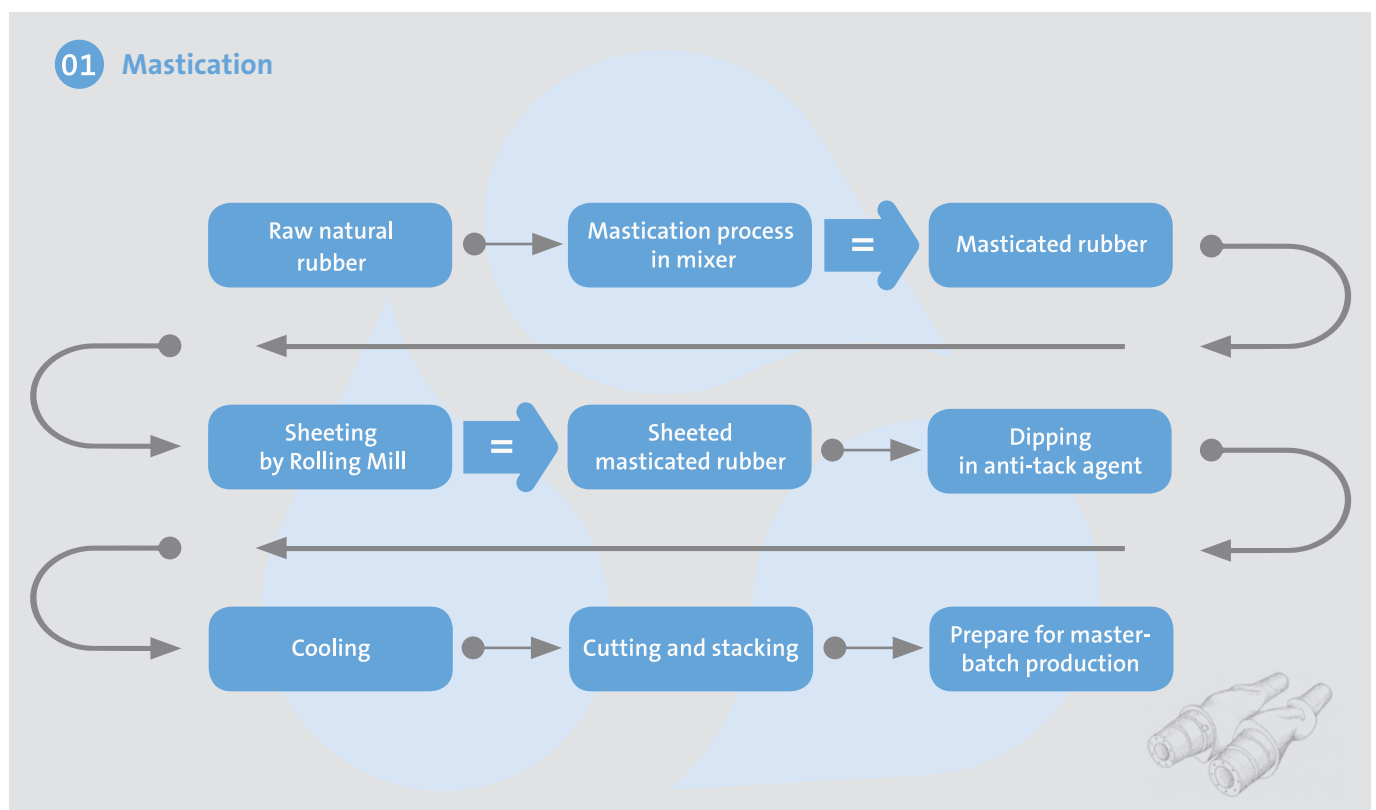 01 Mastication
Raw natural
rubber
Mastication process
in mixer
=
Masticated rubber
Sheeting
by Rolling Mill
=
Sheeted
masticated rubber
Dipping
in anti-tack agent
Cooling
Cutting and stacking
Prepare for master-
batch production